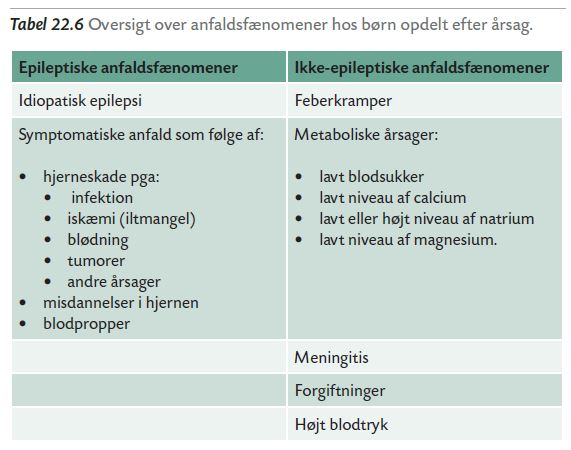 Tabel 22.6 Oversigt over anfaldsfænomener hos børn opdelt efter årsag.
Epileptiske anfaldsfænomener
Ikke-epileptiske anfaldsfænomener
Idiopatisk epilepsi
Feberkramper
Symptomatiske anfald som følge af:
• hjerneskade pga:
• infektion
• iskæmi (iltmangel)
• blødning
• tumorer
• andre årsager
• misdannelser i hjernen
• blodpropper
Metaboliske årsager:
• lavt blodsukker
• lavt niveau af calcium
• lavt eller højt niveau af natrium
• lavt niveau af magnesium.
Meningitis
Forgiftninger
Højt blodtryk